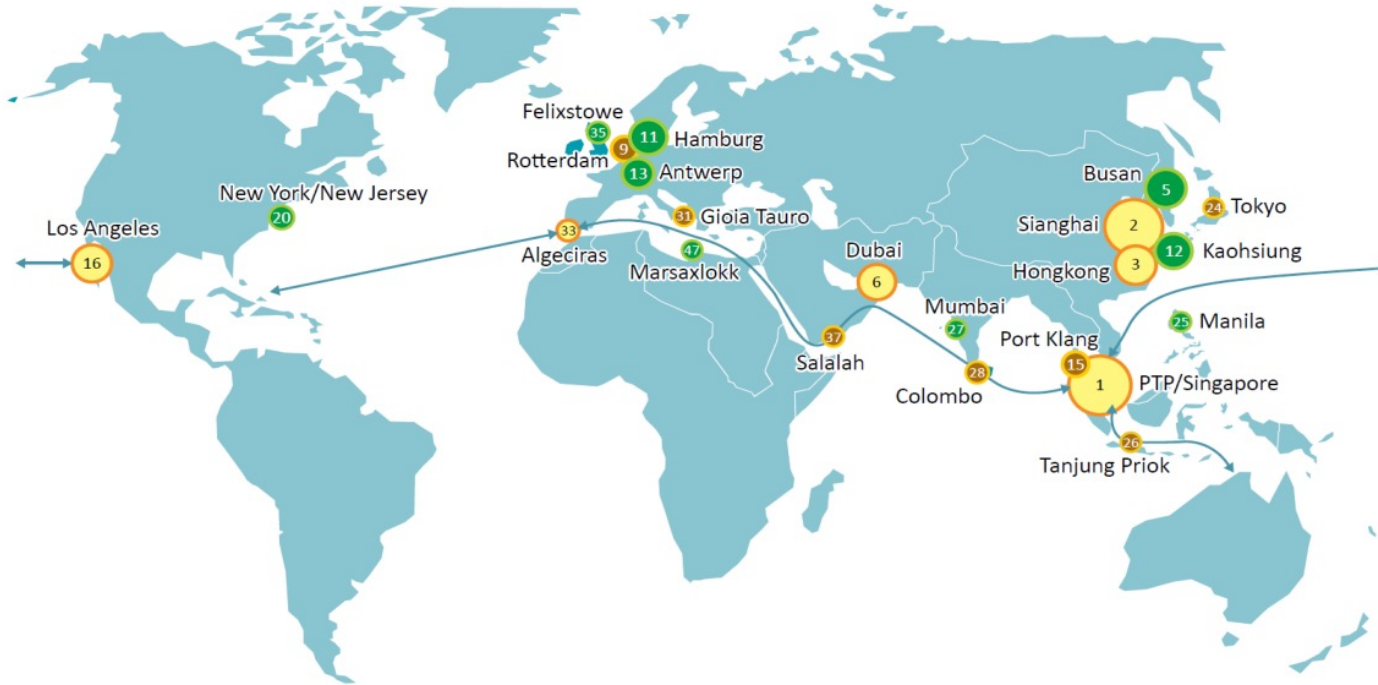 Felixstowe
35
11
Hamburg
Rotterdam
9
13
Antwerp
New York/New Jersey
20
Los Angeles
16
31
Gioia Tauro
33
Algeciras
47
Marsaxlokk
Busan
5
24
Tokyo
Sianghai
2
12
Kaohsiung
Hongkong
3
Dubai
6
Mumbai
27
25
Manila
Port Klang
15
37
Salalah
28
Colombo
1
PTP/Singapore
26
Tanjung Priok